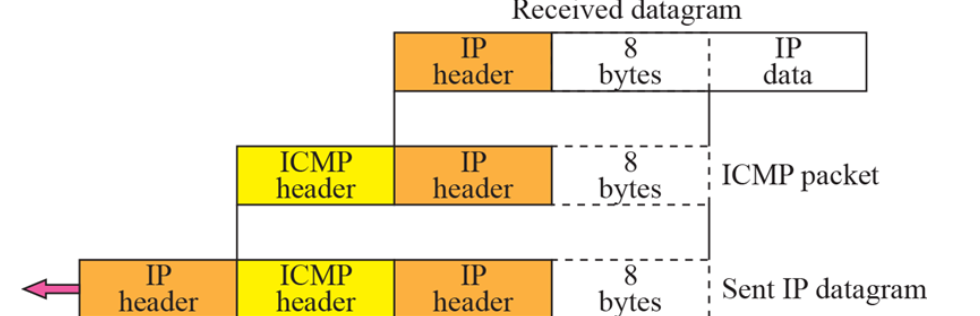 Received datagram
IP header
8 bytes
IP data
ICMP header
IP header
8 bytes
ICMP packet
IP header
ICMP header
IP header
8 bytes
Sent IP datagram